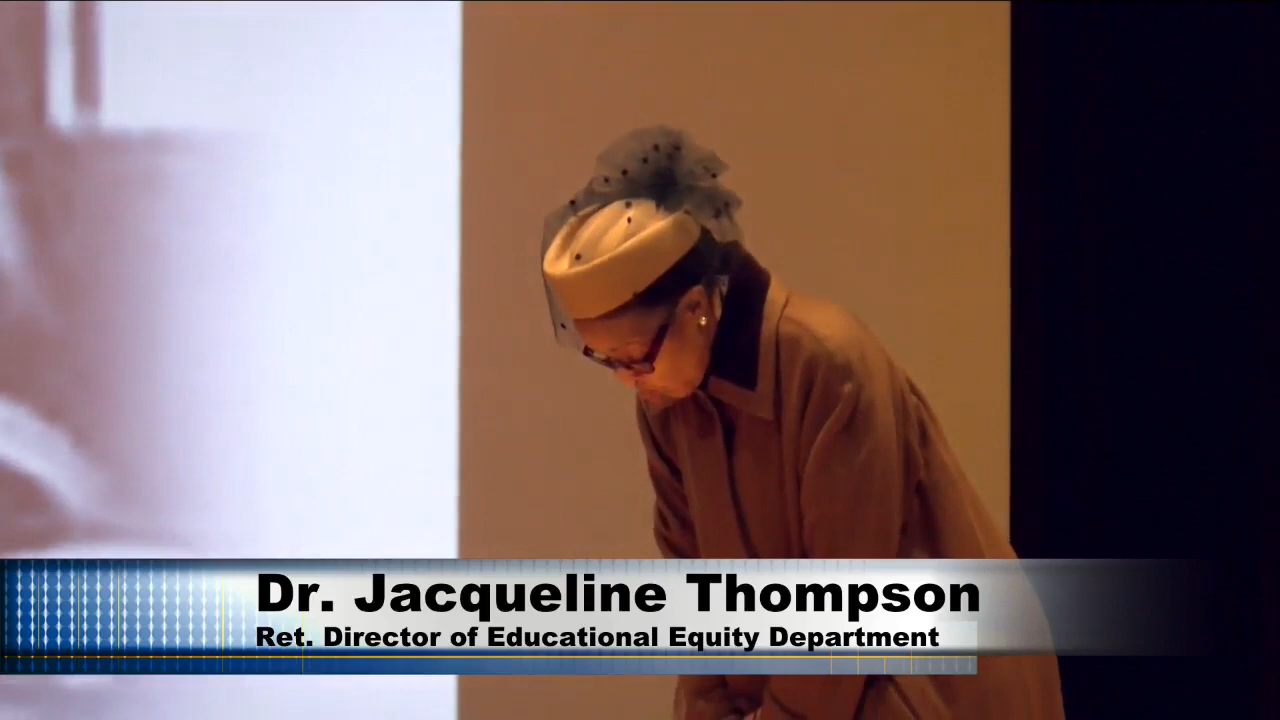 Dr. Jacqueline Thompson
Ret. Director of Educational Equity Department